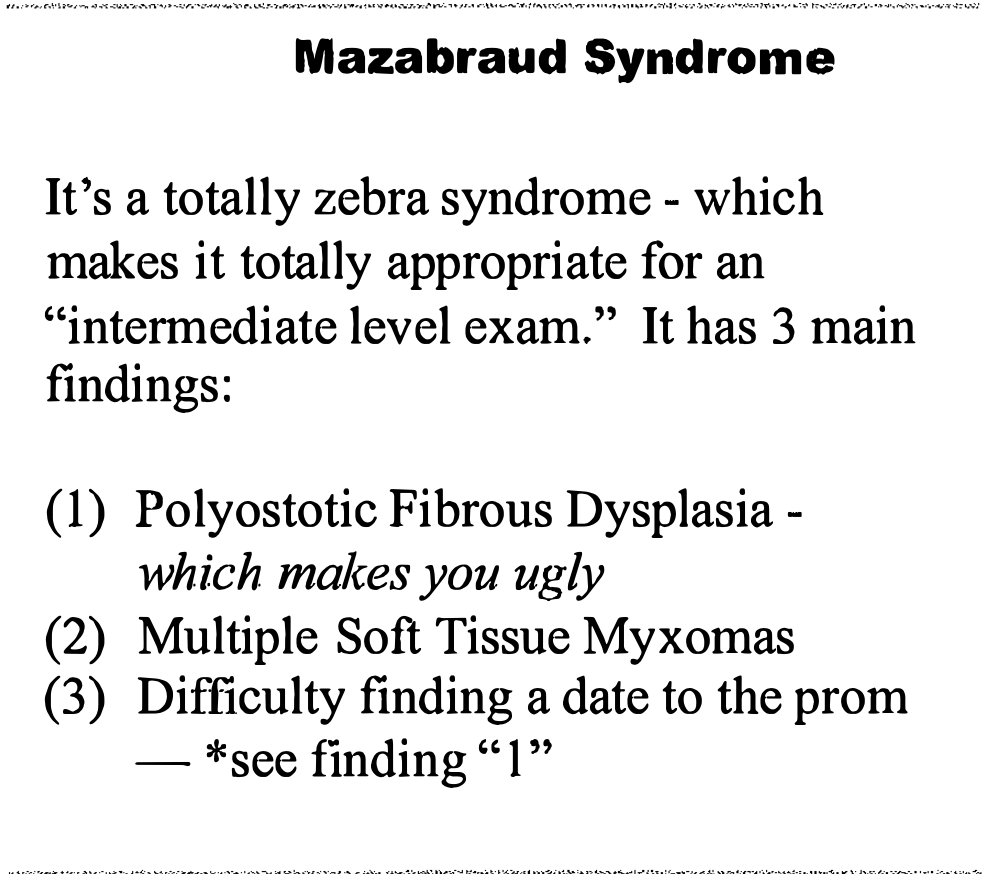 Mazabraud Syndrome
It’s a totally zebra syndrome - which
makes it totally appropriate for an
“intermediate level exam.” It has 3 main
findings:
(1) Polyostotic Fibrous Dysplasia -
which makes you ugly
(2) Multiple Soft Tissue Myxomas
(3) Difficulty finding a date to the prom
— *see finding “1”